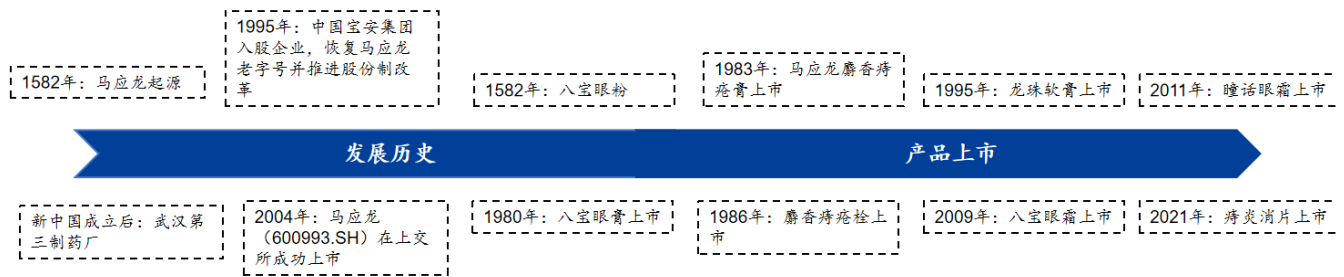 1582年：马应龙起源
1995年：中国宝安集团
入股企业，恢复马应龙
老字号并推进股份制改
革
1582年：八宝眼粉
1983年：马应龙麝香痔
疮膏上市
1995年：龙珠软膏上市
2011年：瞳话眼霜上市
发展历史
产品上市
新中国成立后：武汉第
三制药厂
2004年：马应龙
（600993.SH）在上交
所成功上市
1980年：八宝眼膏上市
1986年：麝香痔疮栓上
市
2009年：八宝眼霜上市
2021年：痔炎消片上市